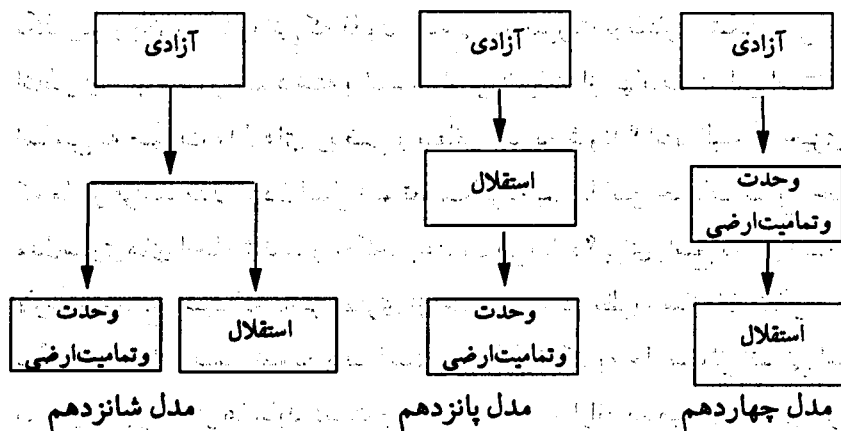 آزادی
وحدت
وتمامیت‌ارضی
استقلال
مدل چهاردهم
آزادی
استقلال
وحدت
وتمامیت‌ارضی
مدل پانزدهم
آزادی
استقلال
وحدت
وتمامیت‌ارضی
مدل شانزدهم